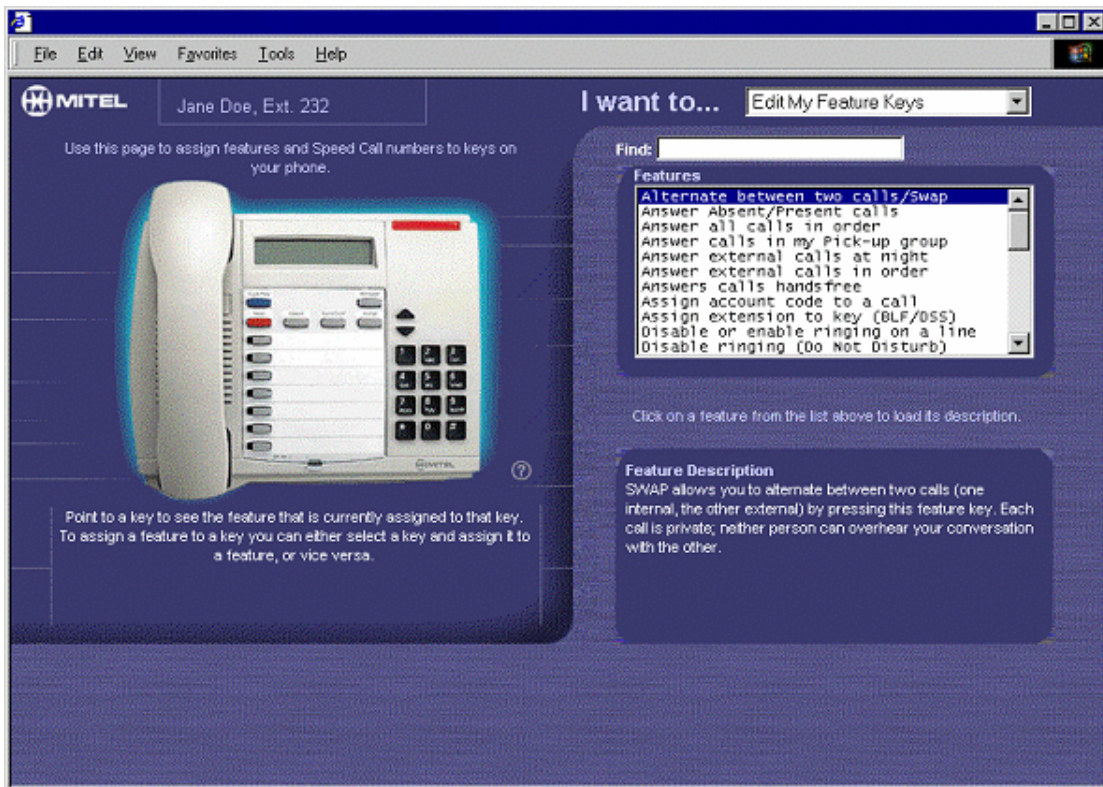 File Edit View Favorites Tools Help
MITEL
Jane Doe, Ext. 232
I want to...
Edit My Feature Keys
Use this page to assign features and Speed Call numbers to keys on
your phone.
Find:
Features
Alternate between two calls/Swap
Answer Absent/Present calls
Answer all calls in order
Answer calls in my Pick-up group
Answer external calls at night
Answer external calls in order
Answers calls handsfree
Assign account code to a call
Assign extension to key (BLF/DSS)
Disable or enable ringing on a line
Disable ringing (Do Not Disturb)
MITEL
?
Click on a feature from the list above to load its description.
Point to a key to see the feature that is currently assigned to that key.
To assign a feature to a key you can either select a key and assign it to
a feature, or vice versa.
Feature Description
SWAP allows you to alternate between two calls (one
internal, the other external) by pressing this feature key. Each
call is private; neither person can overhear your conversation
with the other.